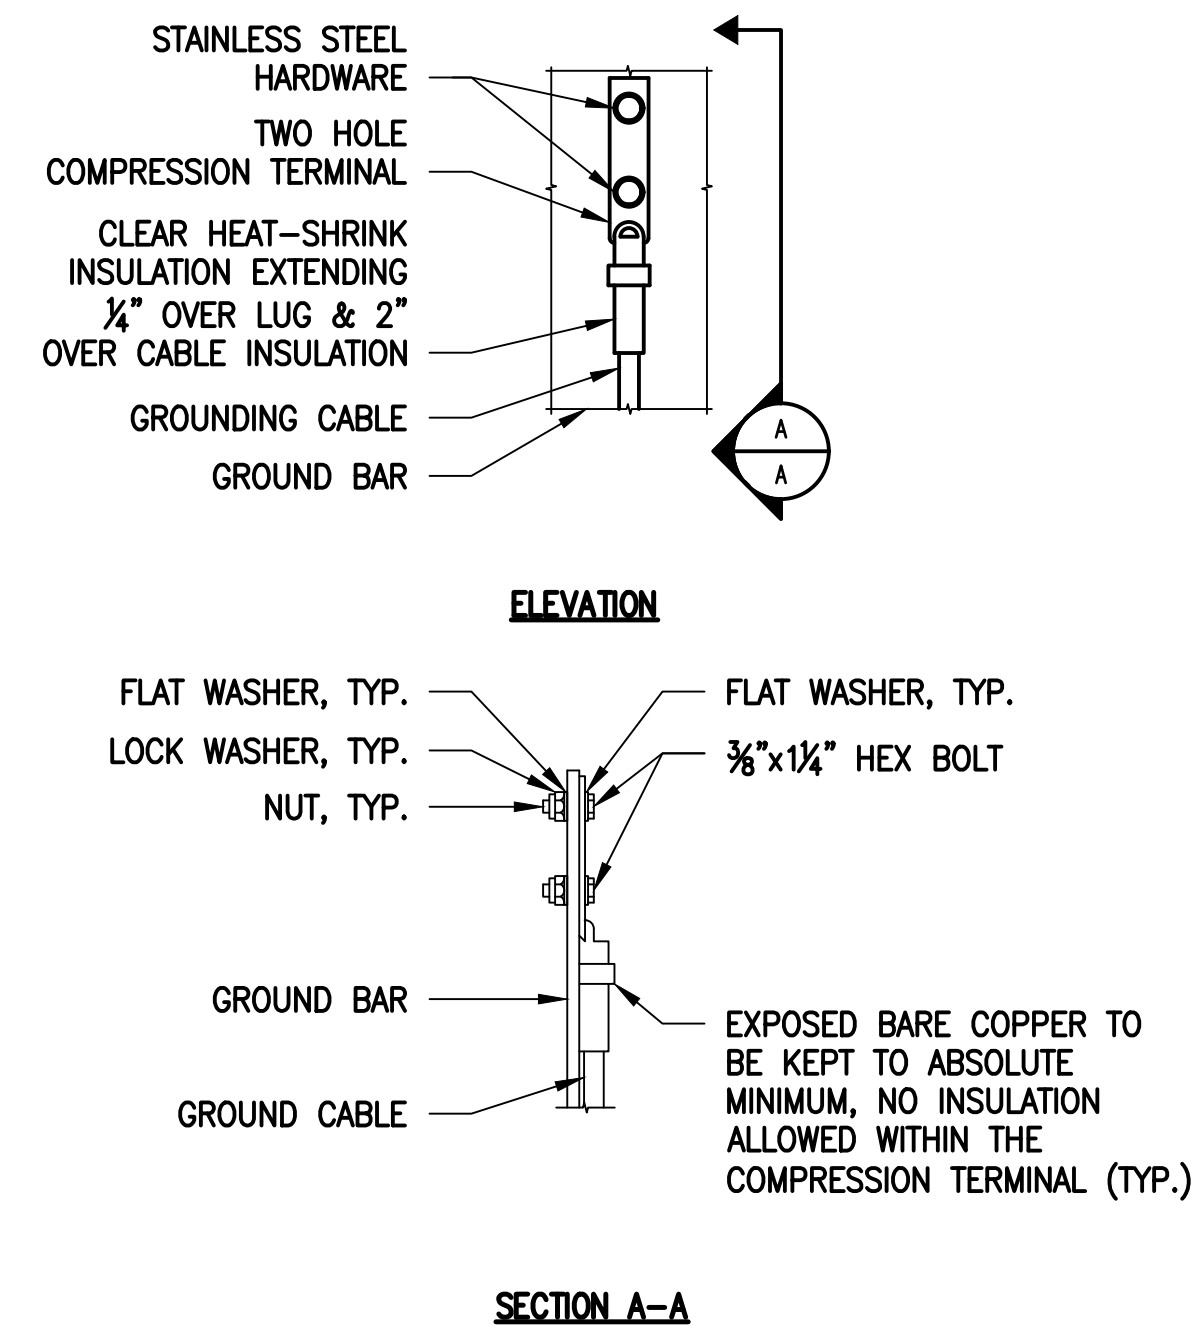 STAINLESS STEEL
HARDWARE
TWO HOLE
COMPRESSION TERMINAL
CLEAR HEAT-SHRINK
INSULATION EXTENDING
¼" OVER LUG & 2"
OVER CABLE INSULATION
GROUNDING CABLE
GROUND BAR
A
A
ELEVATION
FLAT WASHER, TYP.
LOCK WASHER, TYP.
NUT, TYP.
FLAT WASHER, TYP.
⅜"x1¼" HEX BOLT
GROUND BAR
GROUND CABLE
EXPOSED BARE COPPER TO
BE KEPT TO ABSOLUTE
MINIMUM, NO INSULATION
ALLOWED WITHIN THE
COMPRESSION TERMINAL (TYP.)
SECTION A-A